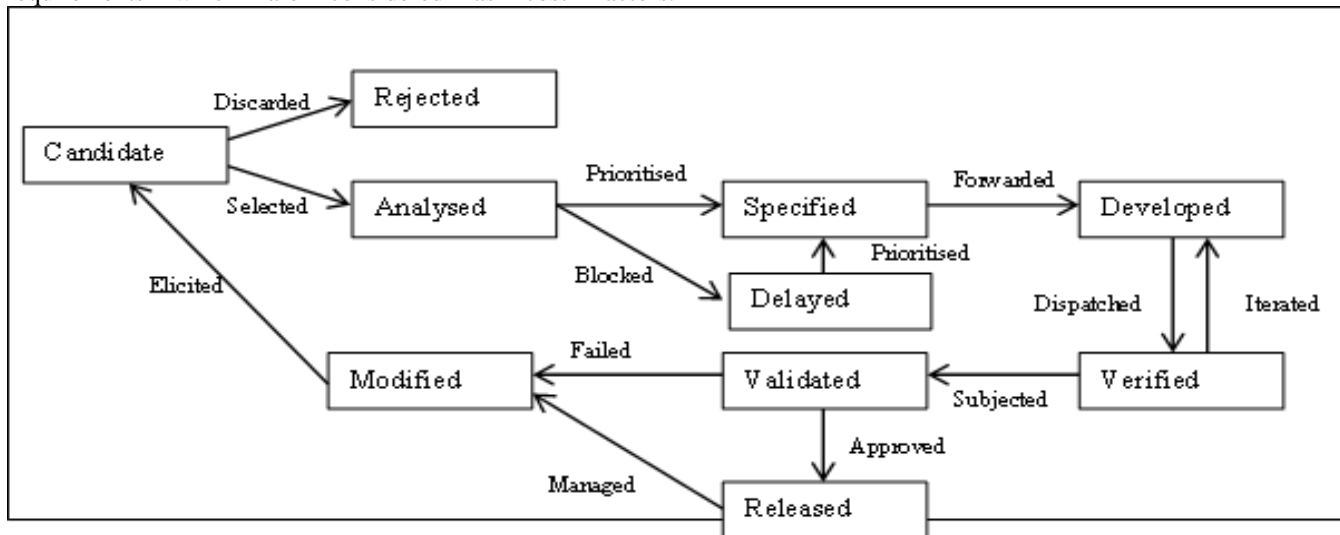 Discarded
Rejected
Candidate
Selected
Analysed
Prioritised
Specified
Forwarded
Developed
Prioritised
Elicited
Blocked
Delayed
Dispatched
Iterated
Failed
Modified
Validated
Subjected
Verified
Approved
Managed
Released